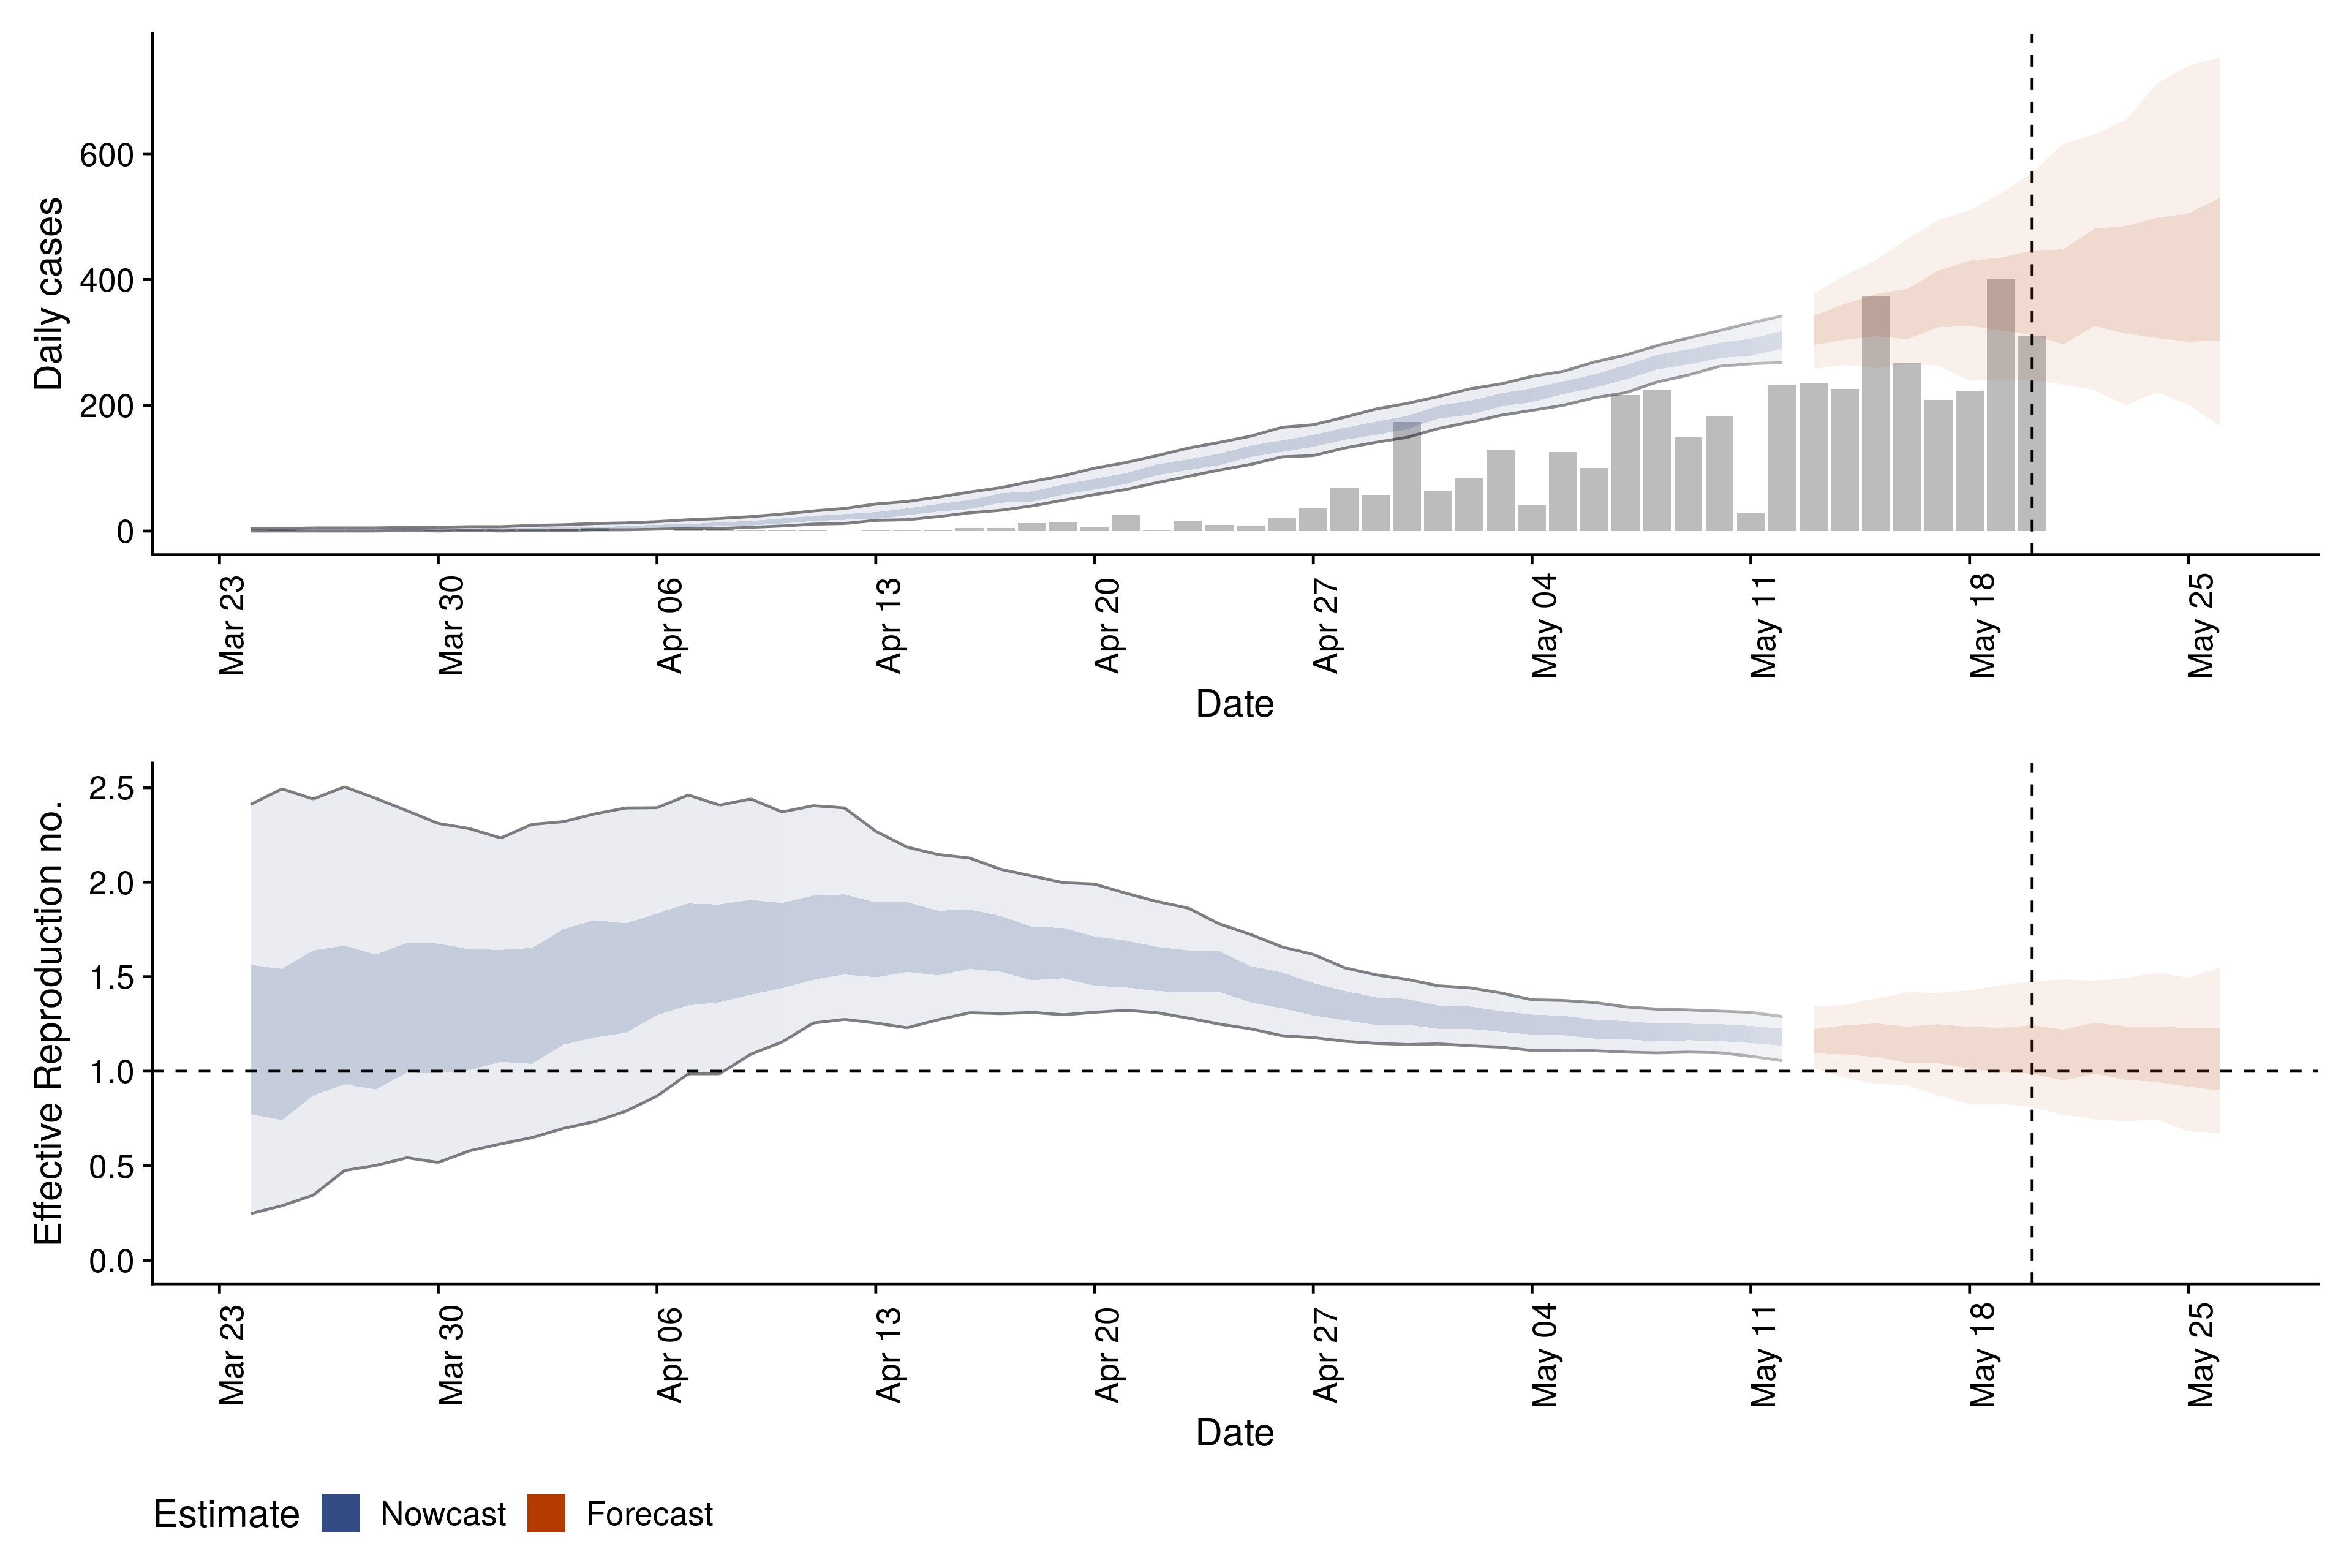 Daily cases
600
400
200
0
Mar 23
Mar 30
Apr 06
Apr 13
Apr 20
Apr 27
May 04
May 11
May 18
May 25
Date
Effective Reproduction no.
2.5
2.0
1.5
1.0
0.5
0.0
Mar 23
Mar 30
Apr 06
Apr 13
Apr 20
Apr 27
May 04
May 11
May 18
May 25
Date
Estimate Nowcast Forecast